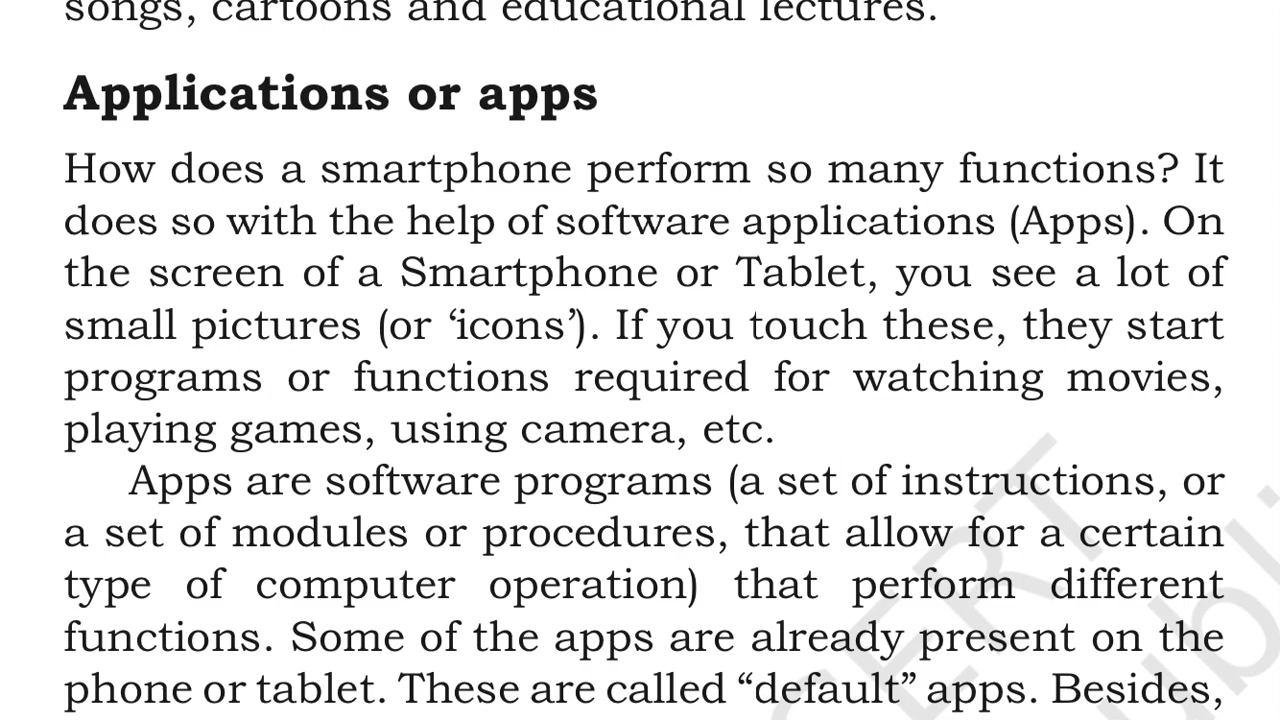 songs, cartoons and educational lectures.
Applications or apps
How does a smartphone perform so many functions? It
does so with the help of software applications (Apps). On
the screen of a Smartphone or Tablet, you see a lot of
small pictures (or ‘icons’). If you touch these, they start
programs or functions required for watching movies,
playing games, using camera, etc.
Apps are software programs (a set of instructions, or
a set of modules or procedures, that allow for a certain
type of computer operation) that perform different
functions. Some of the apps are already present on the
phone or tablet. These are called “default” apps. Besides,